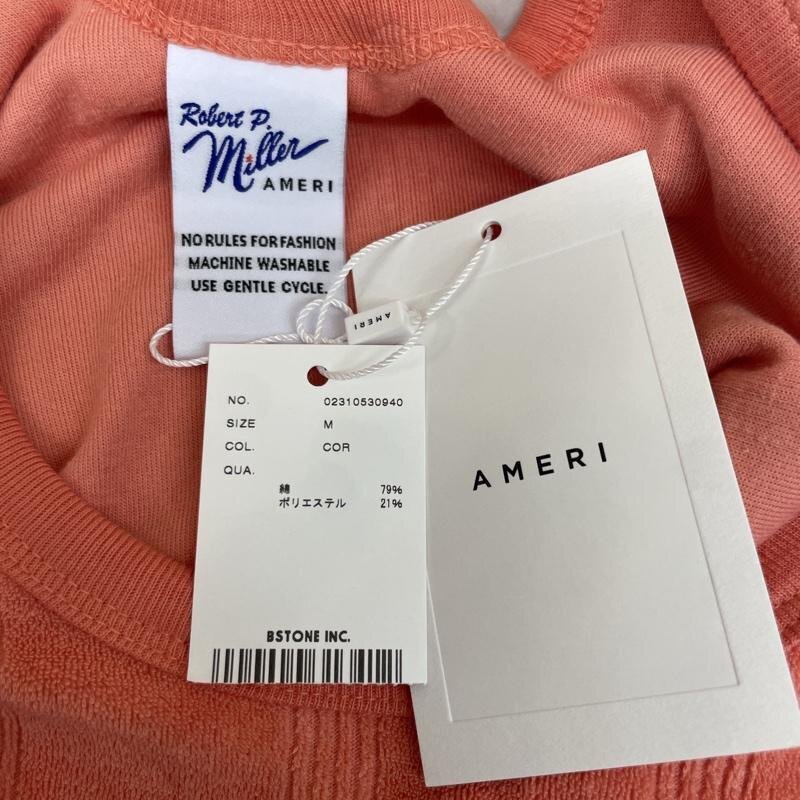 Robert P.
Miller
AMERI
NO RULES FOR FASHION
MACHINE WASHABLE
USE GENTLE CYCLE.
AMERI
NO. 02310530940
SIZE M
COL. COR
QUA.
綿 79%
ポリエステル 21%
BSTONE INC.
AMERI